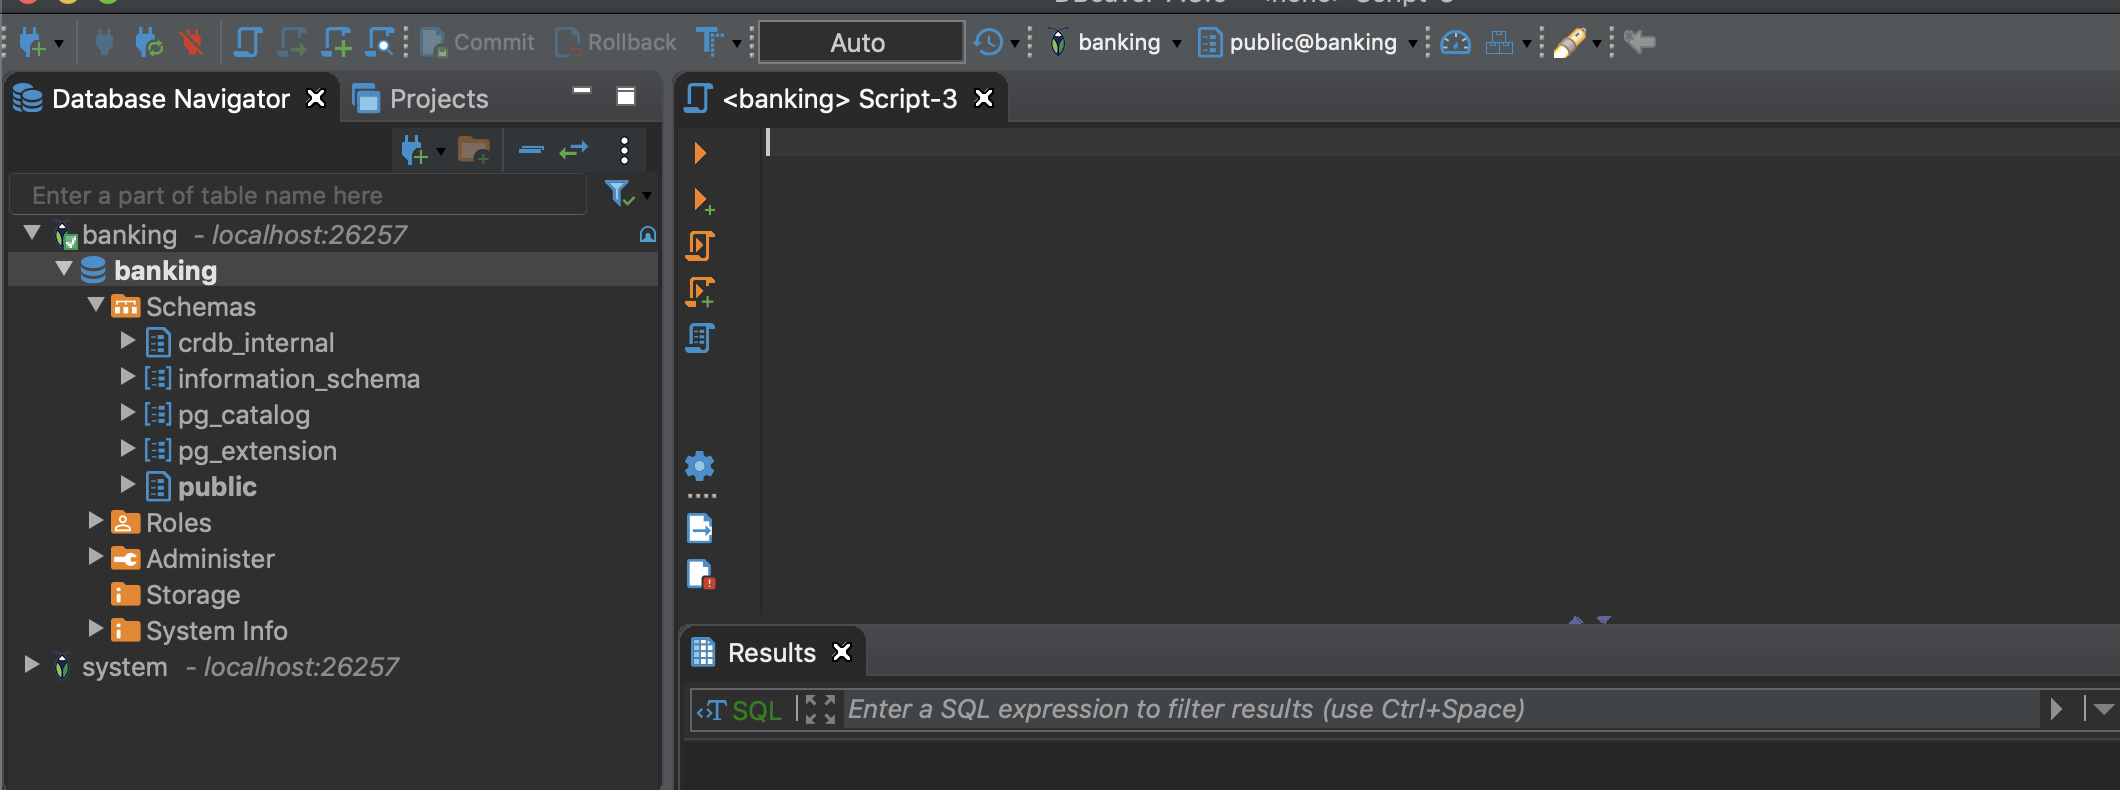 Commit
Rollback
Auto
banking
public@banking
Database Navigator
Projects
<banking> Script-3
Enter a part of table name here
banking - localhost:26257
banking
Schemas
crdb_internal
information_schema
pg_catalog
pg_extension
public
Roles
Administer
Storage
System Info
system - localhost:26257
Results
SQL
Enter a SQL expression to filter results (use Ctrl+Space)